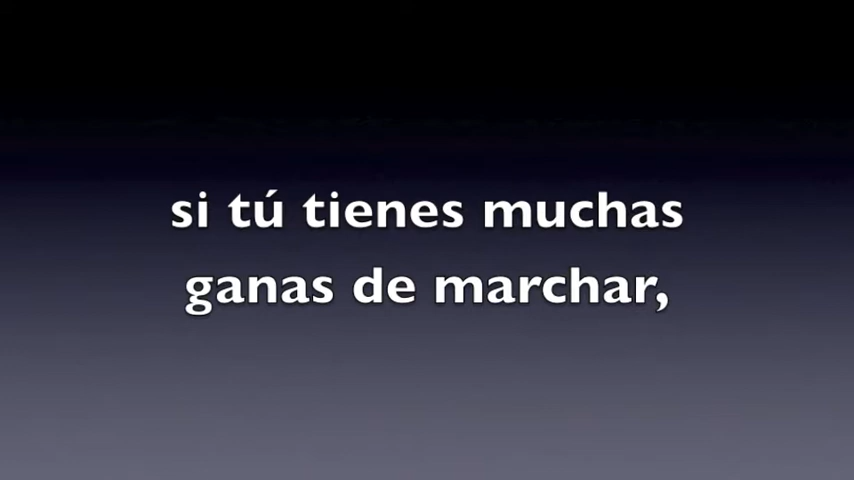 si tú tienes muchas
ganas de marchar,